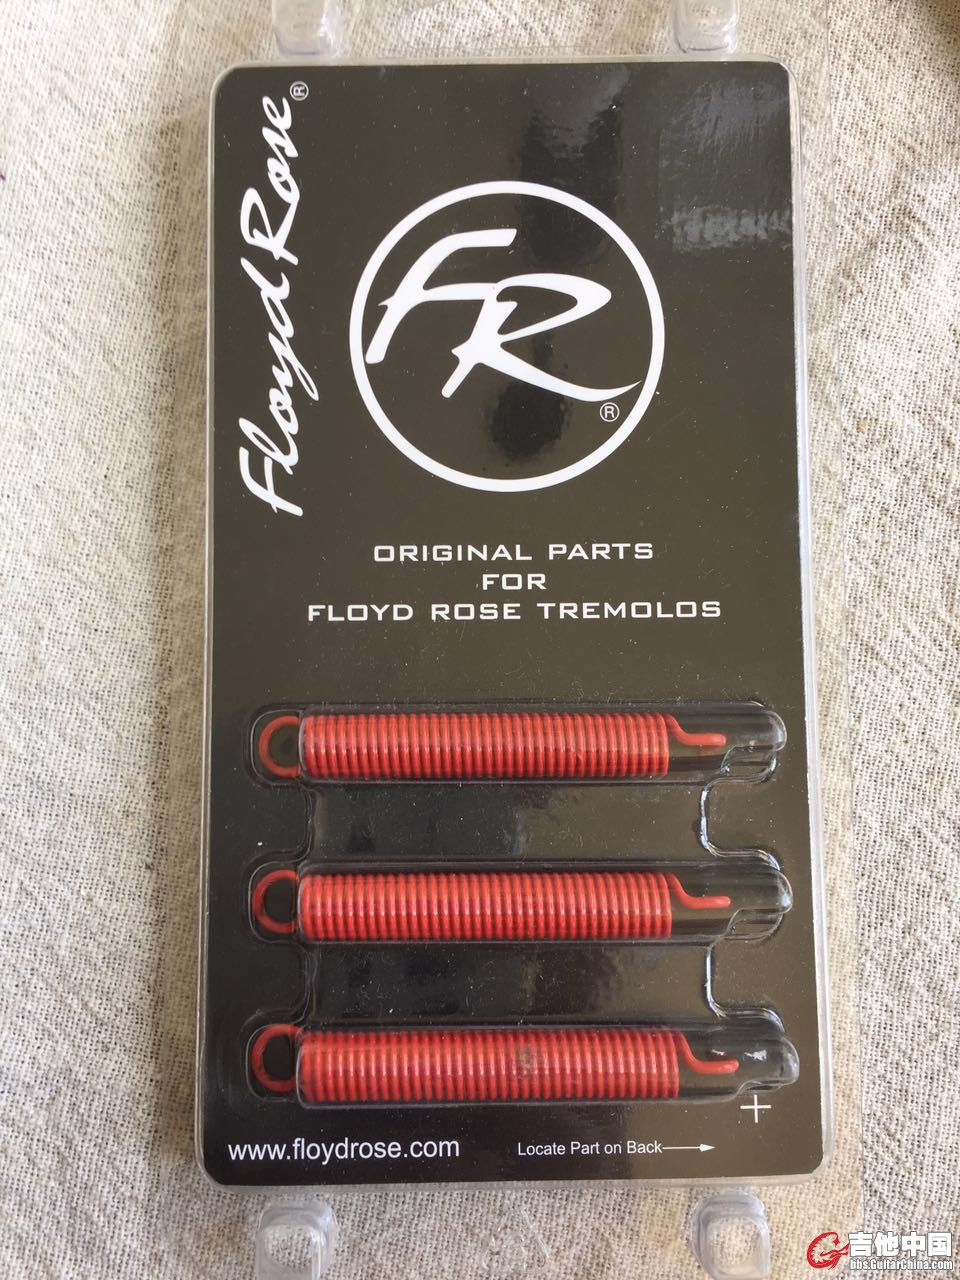 Floyd Rose®
FR®
ORIGINAL PARTS
FOR
FLOYD ROSE TREMOLOS
www.floydrose.com
Locate Part on Back
吉他中国
bbs.GuitarChina.com